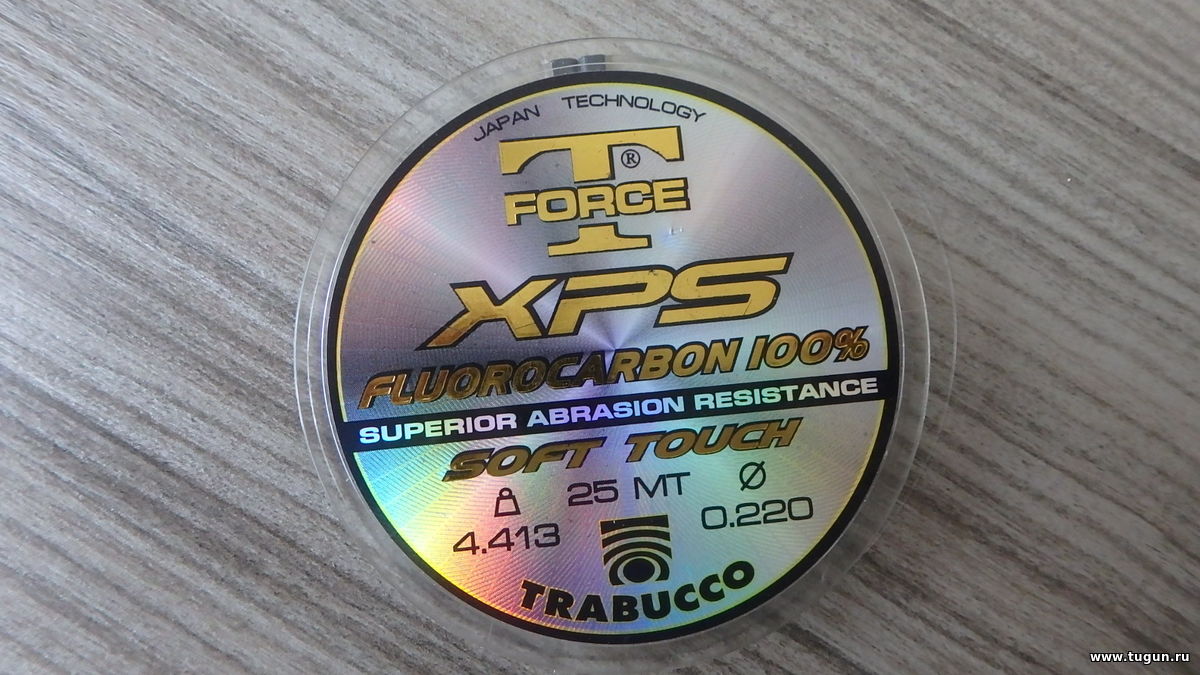 JAPAN TECHNOLOGY
T®
FORCE
XPS
FLUOROCARBON 100%
SUPERIOR ABRASION RESISTANCE
SOFT TOUCH
25 MT Ø
4.413 0.220
TRABUCCO
www.tugun.ru